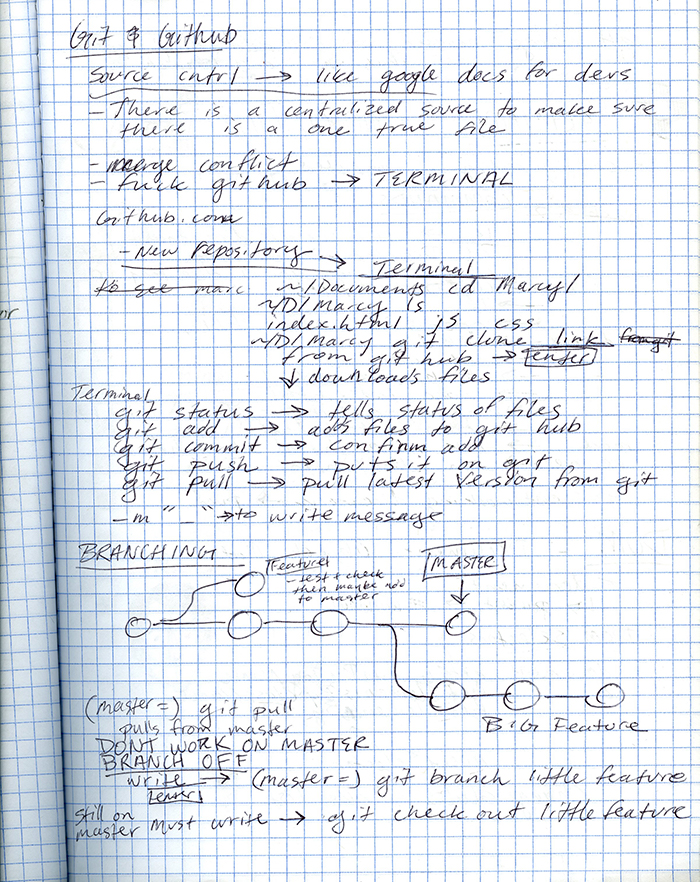 Git & Github
Source cntrl → like google docs for devs
- There is a centralized source to make sure
there is a one true file
- merge conflict
- fuck github → TERMINAL
Github.com
- New repository → Terminal
to get marc ~/Documents cd Marcy/
~/D/Marcy ls
index.html js css
~/D/Marcy git clone link from git
from git hub → enter
↓ downloads files
Terminal
git status → tells status of files
git add → adds files to git hub
git commit → confirm add
git push → puts it on git
git pull → pull latest version from git
-m "_" → to write message
BRANCHING
Feature
- test & check
then maybe add
to master
MASTER
BIG Feature
(master=) git pull
pulls from master
DONT WORK ON MASTER
BRANCH OFF
write → (master=) git branch little feature
enter
still on
master must write → git check out little feature